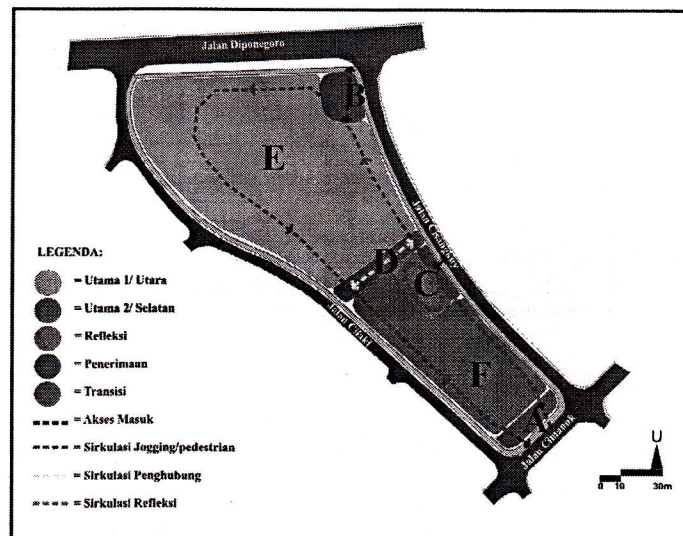 Jalan Diponegoro
B
E
Jalan Cisangkuy
D
C
LEGENDA:
= Utama 1/ Utara
= Utama 2/ Selatan
= Refleksi
= Penerimaan
= Transisi
= Akses Masuk
= Sirkulasi Jogging/pedestrian
= Sirkulasi Penghubung
= Sirkulasi Refleksi
Jalan Cilaki
F
A
Jalan Cimanuk
U
0 10 30m